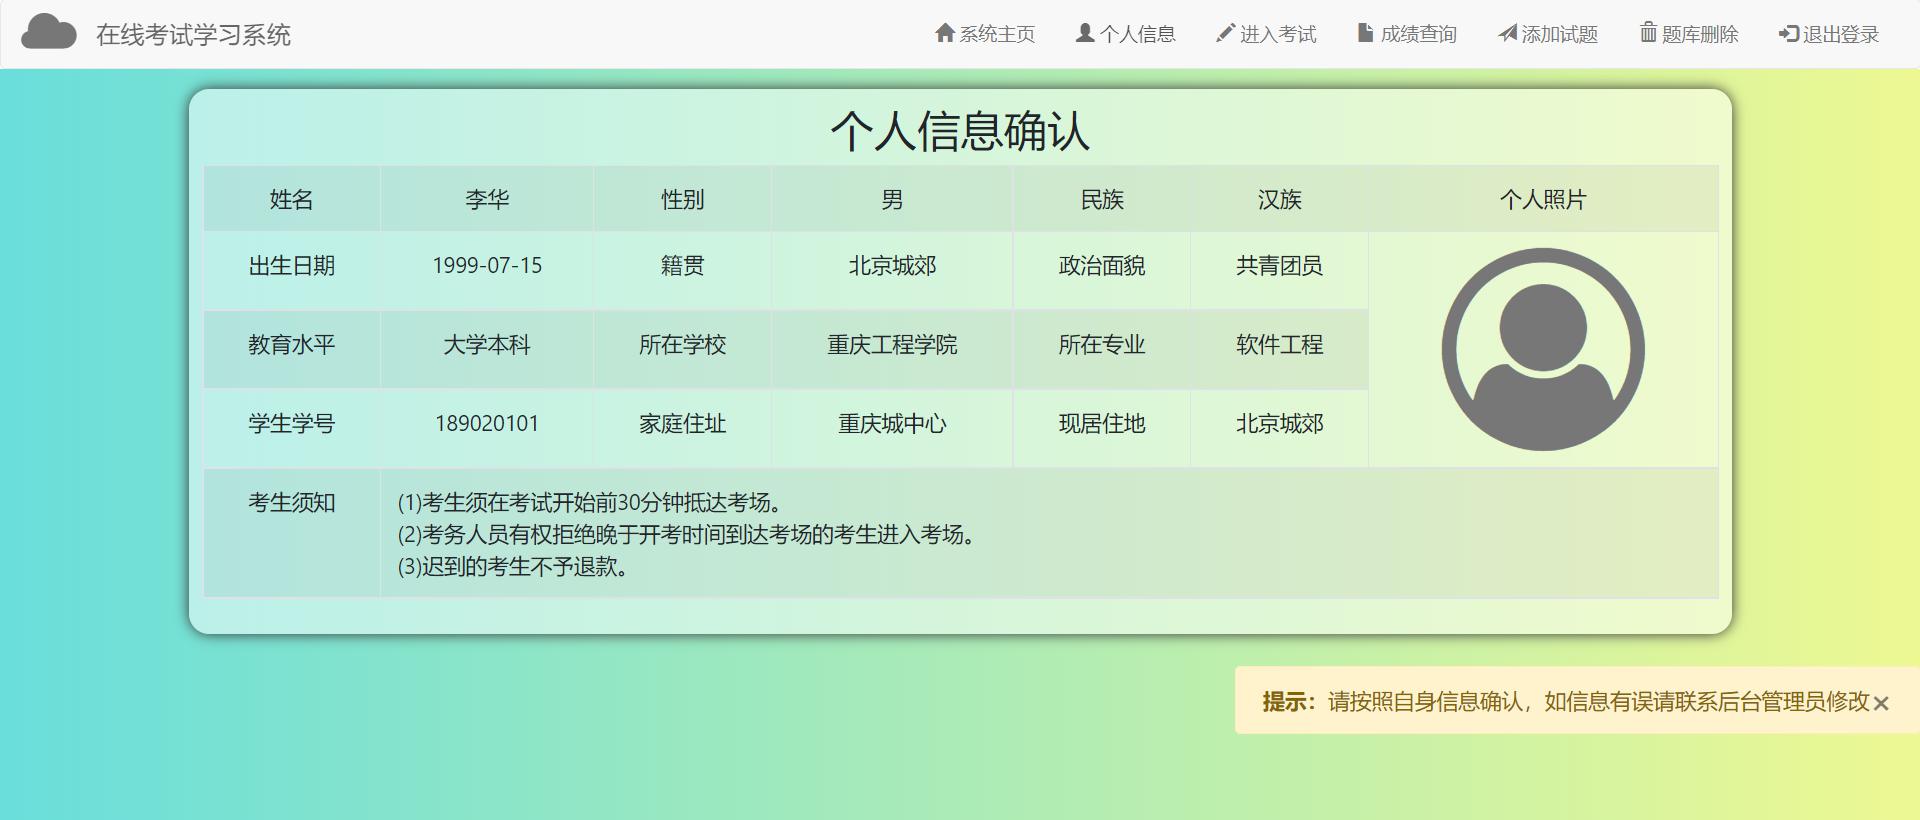 在线考试学习系统 系统主页 个人信息 进入考试 成绩查询 添加试题 题库删除 退出登录
个人信息确认
姓名 李华 性别 男 民族 汉族 个人照片
出生日期 1999-07-15 籍贯 北京城郊 政治面貌 共青团员
教育水平 大学本科 所在学校 重庆工程学院 所在专业 软件工程
学生学号 189020101 家庭住址 重庆城中心 现居住地 北京城郊
考生须知 (1)考生须在考试开始前30分钟抵达考场。
(2)考务人员有权拒绝晚于开考时间到达考场的考生进入考场。
(3)迟到的考生不予退款。
提示：请按照自身信息确认，如信息有误请联系后台管理员修改×